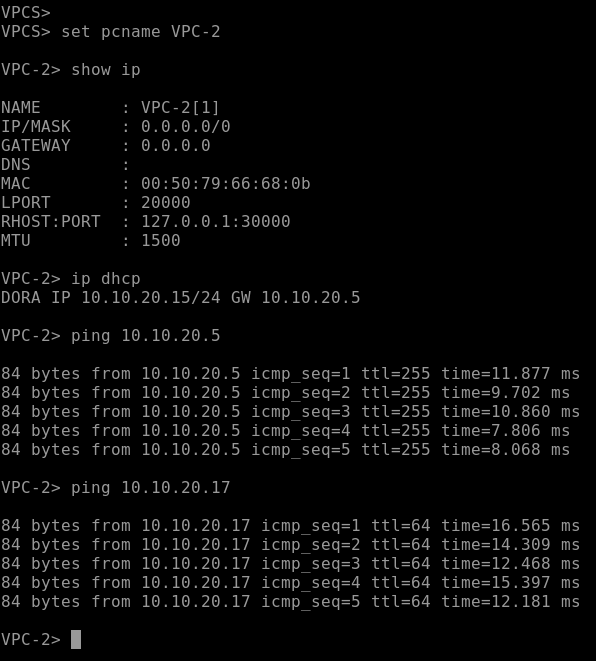 VPCS>
VPCS> set pcname VPC-2
VPC-2> show ip
NAME        : VPC-2[1]
IP/MASK     : 0.0.0.0/0
GATEWAY     : 0.0.0.0
DNS         :
MAC         : 00:50:79:66:68:0b
LPORT       : 20000
RHOST:PORT  : 127.0.0.1:30000
MTU         : 1500
VPC-2> ip dhcp
DORA IP 10.10.20.15/24 GW 10.10.20.5
VPC-2> ping 10.10.20.5
84 bytes from 10.10.20.5 icmp_seq=1 ttl=255 time=11.877 ms
84 bytes from 10.10.20.5 icmp_seq=2 ttl=255 time=9.702 ms
84 bytes from 10.10.20.5 icmp_seq=3 ttl=255 time=10.860 ms
84 bytes from 10.10.20.5 icmp_seq=4 ttl=255 time=7.806 ms
84 bytes from 10.10.20.5 icmp_seq=5 ttl=255 time=8.068 ms
VPC-2> ping 10.10.20.17
84 bytes from 10.10.20.17 icmp_seq=1 ttl=64 time=16.565 ms
84 bytes from 10.10.20.17 icmp_seq=2 ttl=64 time=14.309 ms
84 bytes from 10.10.20.17 icmp_seq=3 ttl=64 time=12.468 ms
84 bytes from 10.10.20.17 icmp_seq=4 ttl=64 time=15.397 ms
84 bytes from 10.10.20.17 icmp_seq=5 ttl=64 time=12.181 ms
VPC-2>